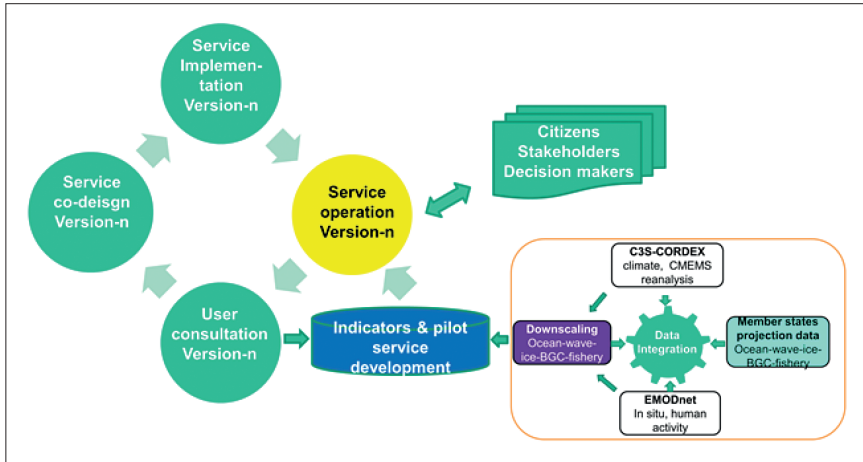 Service
Implemen-
tation
Version-n
Citizens
Stakeholders
Decision makers
Service
co-deisgn
Version-n
Service
operation
Version-n
User
consultation
Version-n
Indicators & pilot
service
development
C3S-CORDEX
climate, CMEMS
reanalysis
Downscaling
Ocean-wave-
ice-BGC-fishery
Data
Integration
Member states
projection data
Ocean-wave-ice-
BGC-fishery
EMODnet
In situ, human
activity